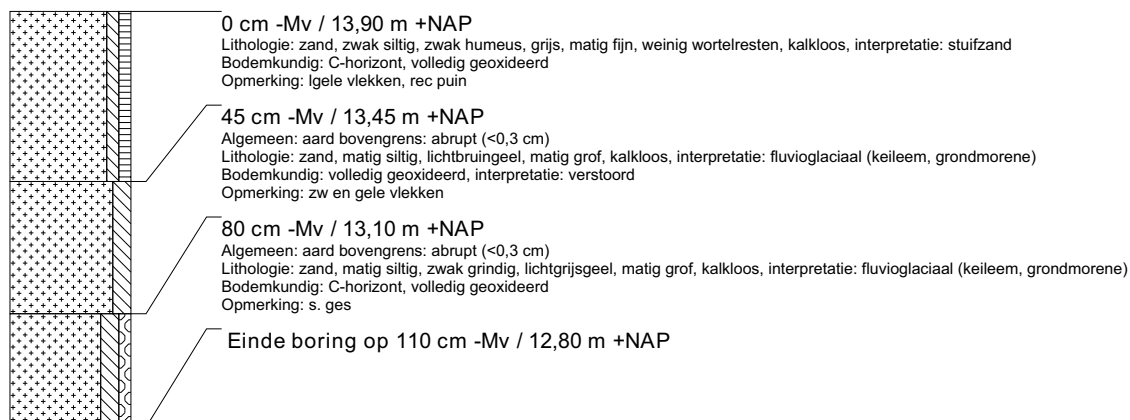 0 cm -Mv / 13,90 m +NAP
Lithologie: zand, zwak siltig, zwak humeus, grijs, matig fijn, weinig wortelresten, kalkloos, interpretatie: stuifzand
Bodemkundig: C-horizont, volledig geoxideerd
Opmerking: lgele vlekken, rec puin
45 cm -Mv / 13,45 m +NAP
Algemeen: aard bovengrens: abrupt (<0,3 cm)
Lithologie: zand, matig siltig, lichtbruingeel, matig grof, kalkloos, interpretatie: fluvioglaciaal (keileem, grondmorene)
Bodemkundig: volledig geoxideerd, interpretatie: verstoord
Opmerking: zw en gele vlekken
80 cm -Mv / 13,10 m +NAP
Algemeen: aard bovengrens: abrupt (<0,3 cm)
Lithologie: zand, matig siltig, zwak grindig, lichtgrijsgeel, matig grof, kalkloos, interpretatie: fluvioglaciaal (keileem, grondmorene)
Bodemkundig: C-horizont, volledig geoxideerd
Opmerking: s. ges
Einde boring op 110 cm -Mv / 12,80 m +NAP